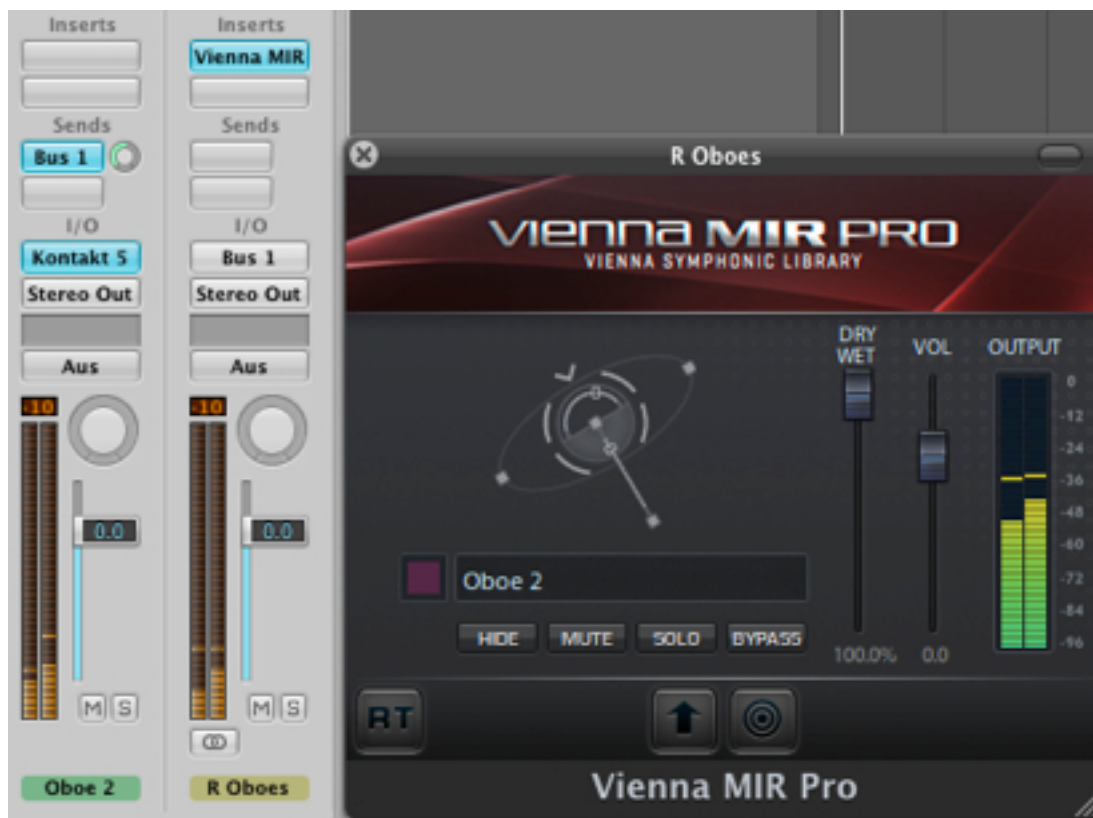 Inserts
Sends
Bus 1
I/O
Kontakt 5
Stereo Out
Aus
-10
0.0
M S
Oboe 2
Inserts
Vienna MIR
Sends
I/O
Bus 1
Stereo Out
Aus
-10
0.0
M S
R Oboes
R Oboes
VIENNA MIR PRO
VIENNA SYMPHONIC LIBRARY
DRY
WET
VOL
OUTPUT
0
-12
-24
-36
-48
-60
-72
-84
-96
Oboe 2
HIDE MUTE SOLO BYPASS
100.0% 0.0
RT
Vienna MIR Pro